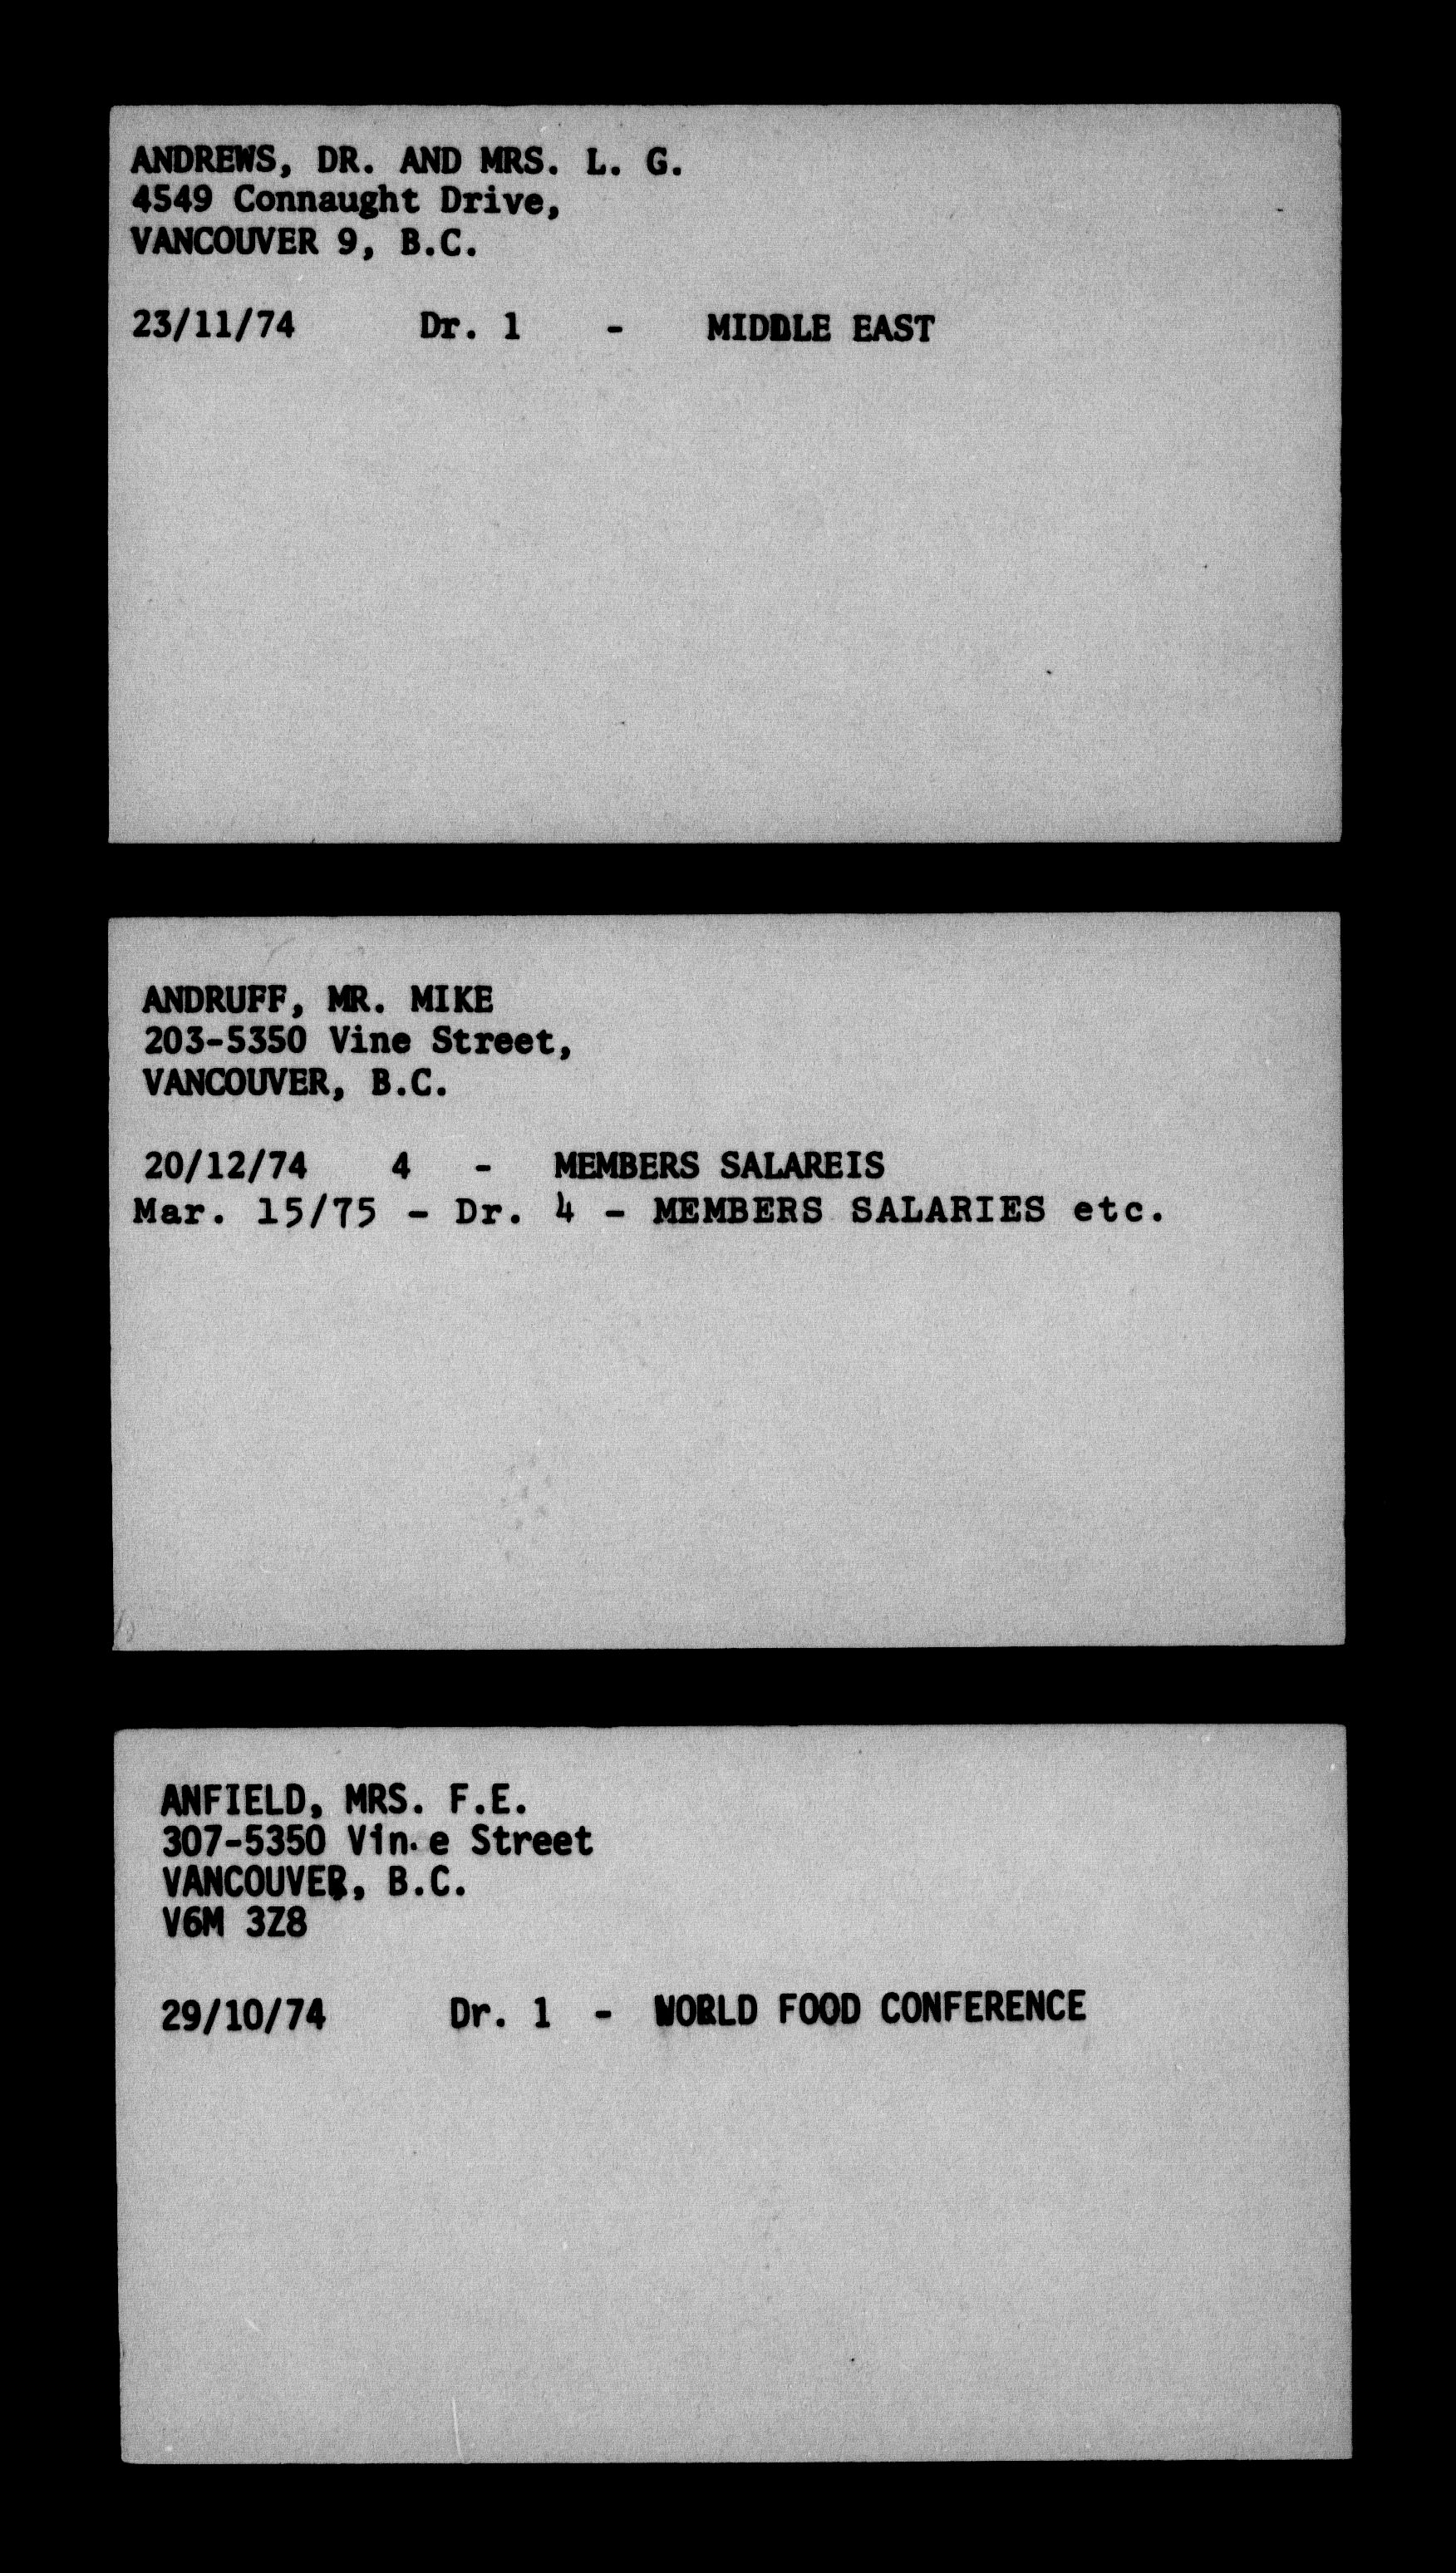 ANDREWS, DR. AND MRS. L. G.
4549 Connaught Drive,
VANCOUVER 9, B.C.
23/11/74 Dr. 1 - MIDDLE EAST
ANDRUFF, MR. MIKE
203-5350 Vine Street,
VANCOUVER, B.C.
20/12/74 4 - MEMBERS SALAREIS
Mar. 15/75 - Dr. 4 - MEMBERS SALARIES etc.
ANFIELD, MRS. F.E.
307-5350 Vin.e Street
VANCOUVER, B.C.
V6M 3Z8
29/10/74 Dr. 1 - WORLD FOOD CONFERENCE